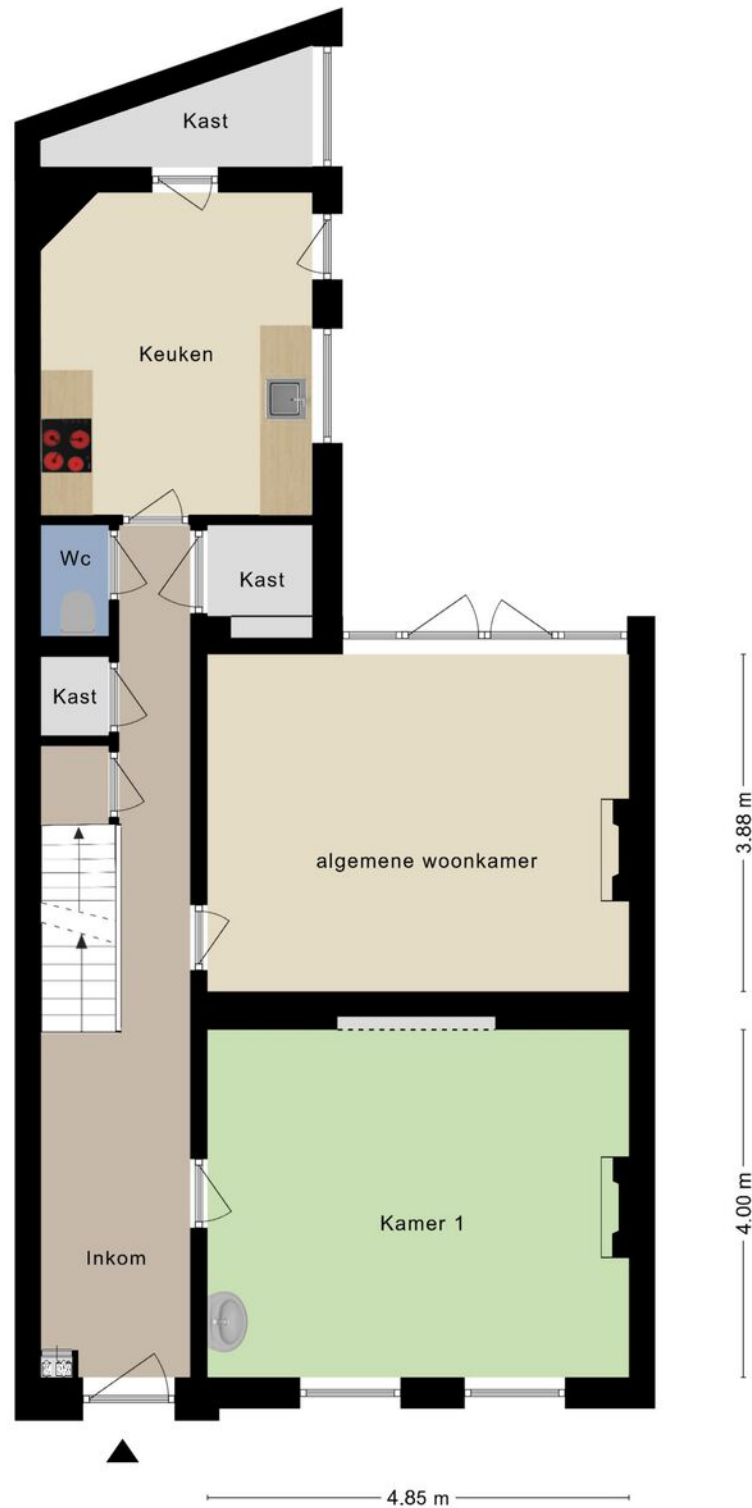 Kast
Keuken
Wc
Kast
Kast
algemene woonkamer
3.88 m
Kamer 1
4.00 m
Inkom
4.85 m